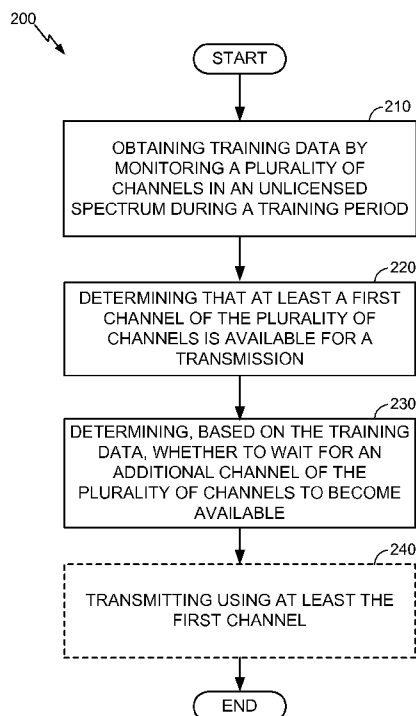 200
START
210
OBTAINING TRAINING DATA BY
MONITORING A PLURALITY OF
CHANNELS IN AN UNLICENSED
SPECTRUM DURING A TRAINING PERIOD
220
DETERMINING THAT AT LEAST A FIRST
CHANNEL OF THE PLURALITY OF
CHANNELS IS AVAILABLE FOR A
TRANSMISSION
230
DETERMINING, BASED ON THE TRAINING
DATA, WHETHER TO WAIT FOR AN
ADDITIONAL CHANNEL OF THE
PLURALITY OF CHANNELS TO BECOME
AVAILABLE
240
TRANSMITTING USING AT LEAST THE
FIRST CHANNEL
END